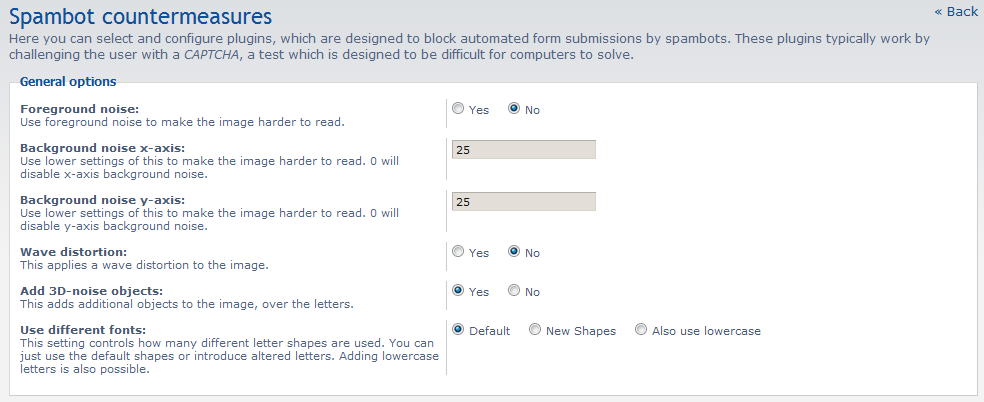 Spambot countermeasures
« Back
Here you can select and configure plugins, which are designed to block automated form submissions by spambots. These plugins typically work by
challenging the user with a CAPTCHA, a test which is designed to be difficult for computers to solve.
General options
Foreground noise:
Use foreground noise to make the image harder to read.
Yes No
Background noise x-axis:
Use lower settings of this to make the image harder to read. 0 will
disable x-axis background noise.
25
Background noise y-axis:
Use lower settings of this to make the image harder to read. 0 will
disable y-axis background noise.
25
Wave distortion:
This applies a wave distortion to the image.
Yes No
Add 3D-noise objects:
This adds additional objects to the image, over the letters.
Yes No
Use different fonts:
This setting controls how many different letter shapes are used. You can
just use the default shapes or introduce altered letters. Adding lowercase
letters is also possible.
Default New Shapes Also use lowercase